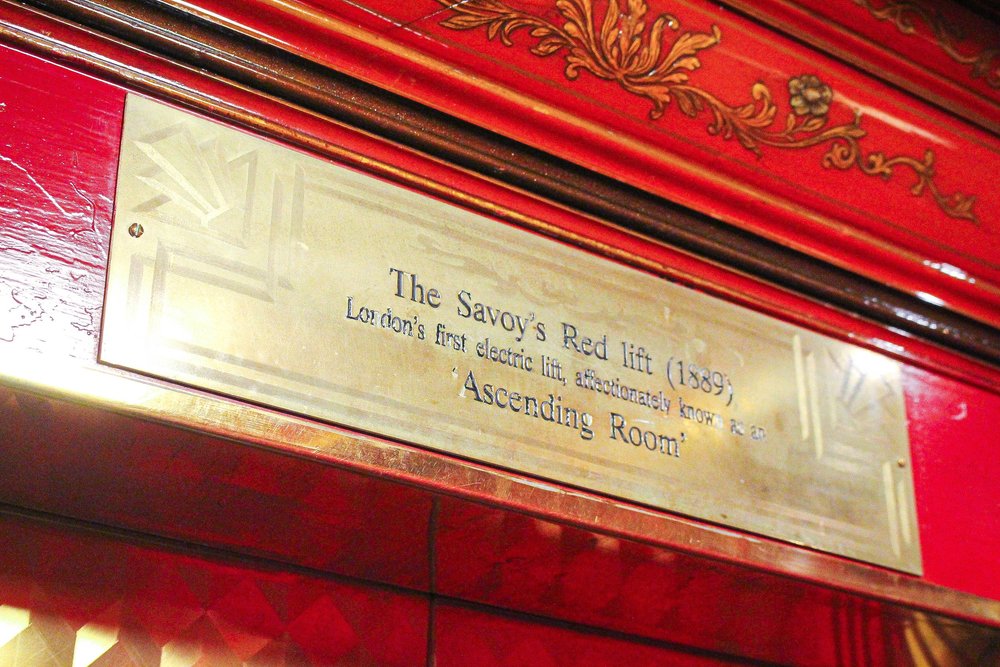 The Savoy's Red lift (1889)
London's first electric lift, affectionately known as an
'Ascending Room'